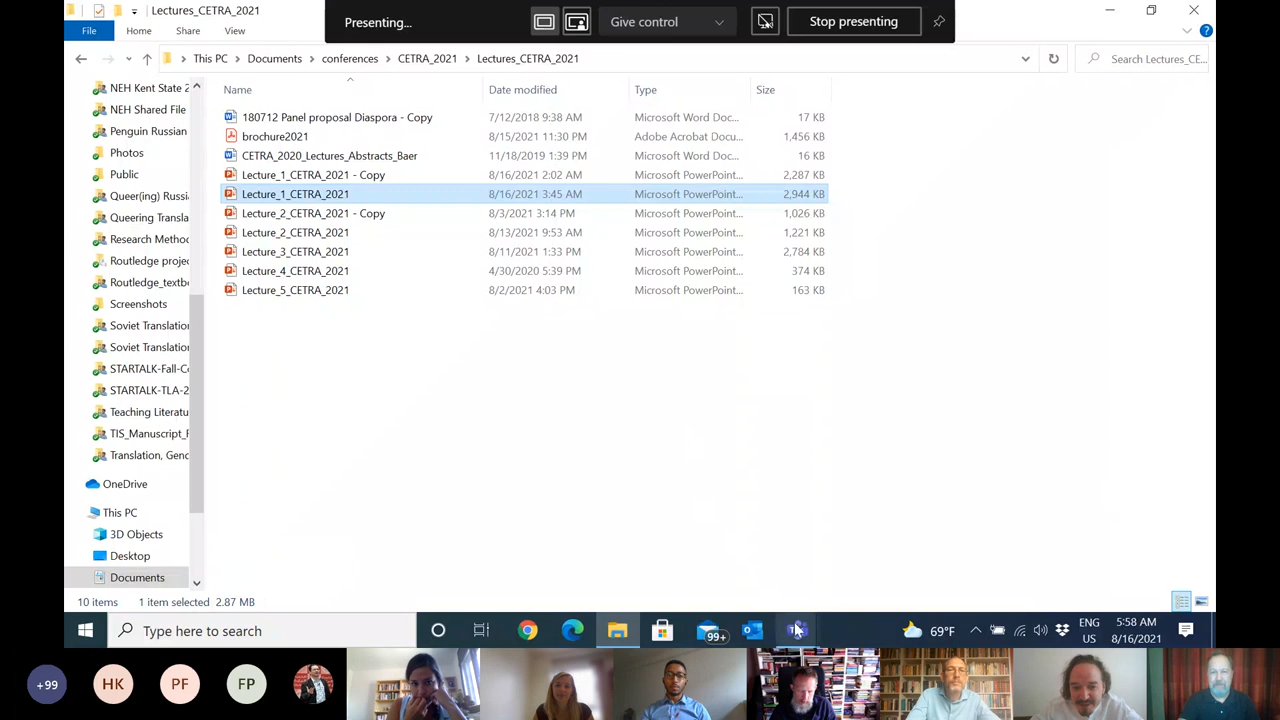 Lectures_CETRA_2021
Presenting...
Give control
Stop presenting
File
Home
Share
View
This PC
Documents
conferences
CETRA_2021
Lectures_CETRA_2021
Search Lectures_CE...
NEH Kent State 2
NEH Shared File
Penguin Russian
Photos
Public
Queer(ing) Russi
Queering Transla
Research Metho
Routledge proje
Routledge_textb
Screenshots
Soviet Translatio
Soviet Translatio
STARTALK-Fall-C
STARTALK-TLA-2
Teaching Literatu
TIS_Manuscript_F
Translation, Gend
OneDrive
This PC
3D Objects
Desktop
Documents
Name Date modified Type Size
180712 Panel proposal Diaspora - Copy 7/12/2018 9:38 AM Microsoft Word Doc... 17 KB
brochure2021 8/15/2021 11:30 PM Adobe Acrobat Docu... 1,456 KB
CETRA_2020_Lectures_Abstracts_Baer 11/18/2019 1:39 PM Microsoft Word Doc... 16 KB
Lecture_1_CETRA_2021 - Copy 8/16/2021 2:02 AM Microsoft PowerPoint... 2,287 KB
Lecture_1_CETRA_2021 8/16/2021 3:45 AM Microsoft PowerPoint... 2,944 KB
Lecture_2_CETRA_2021 - Copy 8/3/2021 3:14 PM Microsoft PowerPoint... 1,026 KB
Lecture_2_CETRA_2021 8/13/2021 9:53 AM Microsoft PowerPoint... 1,221 KB
Lecture_3_CETRA_2021 8/11/2021 1:33 PM Microsoft PowerPoint... 2,784 KB
Lecture_4_CETRA_2021 4/30/2020 5:39 PM Microsoft PowerPoint... 374 KB
Lecture_5_CETRA_2021 8/2/2021 4:03 PM Microsoft PowerPoint... 163 KB
10 items 1 item selected 2.87 MB
Type here to search
99+
69°F
ENG
US
5:58 AM
8/16/2021
+99
HK
PF
FP